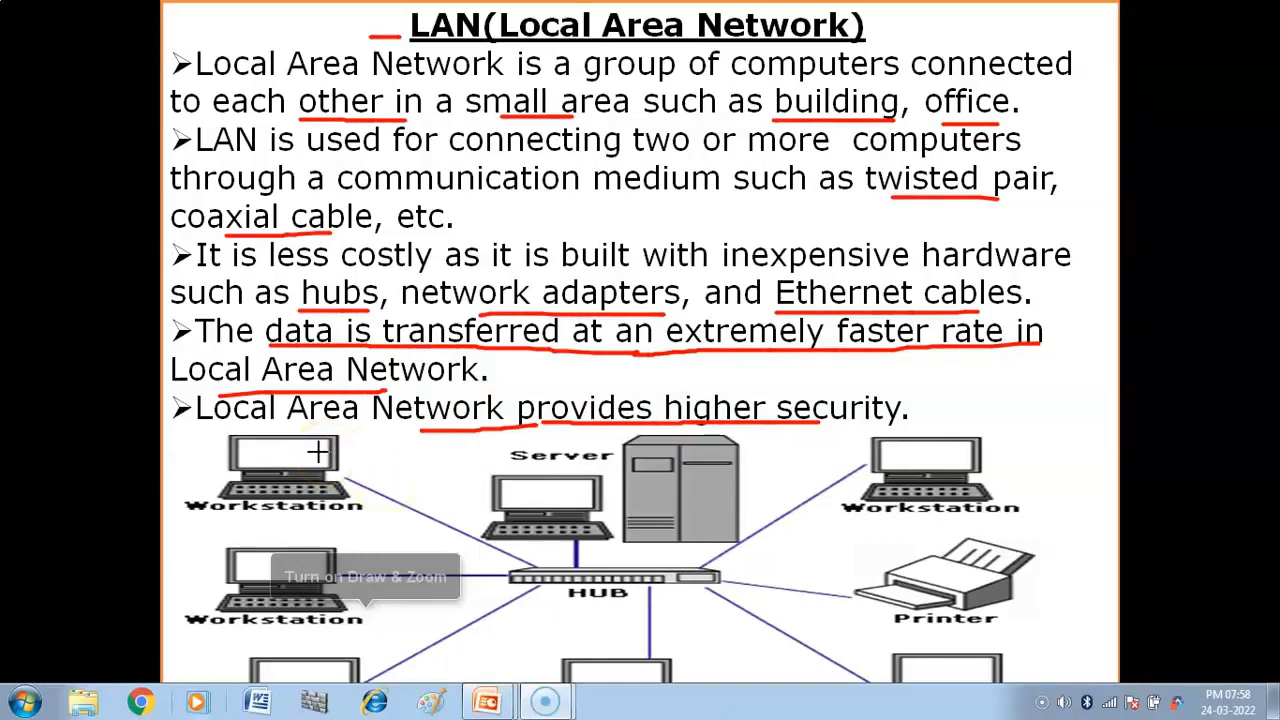 LAN(Local Area Network)
➢Local Area Network is a group of computers connected
to each other in a small area such as building, office.
➢LAN is used for connecting two or more computers
through a communication medium such as twisted pair,
coaxial cable, etc.
➢It is less costly as it is built with inexpensive hardware
such as hubs, network adapters, and Ethernet cables.
➢The data is transferred at an extremely faster rate in
Local Area Network.
➢Local Area Network provides higher security.
Server
Workstation
Workstation
Turn on Draw & Zoom
HUB
Workstation
Printer
PM 07:58
24-03-2022